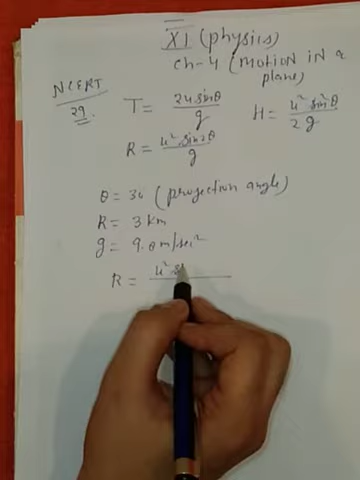 XI (physics)
ch-4 (motion in a
plane)
NCERT
29
T = 2u sinθ / g
H = u² sin²θ / 2g
R = u² sin2θ / g
θ = 30 (projection angle)
R = 3 km
g = 9.8 m/sec²
R = u² s